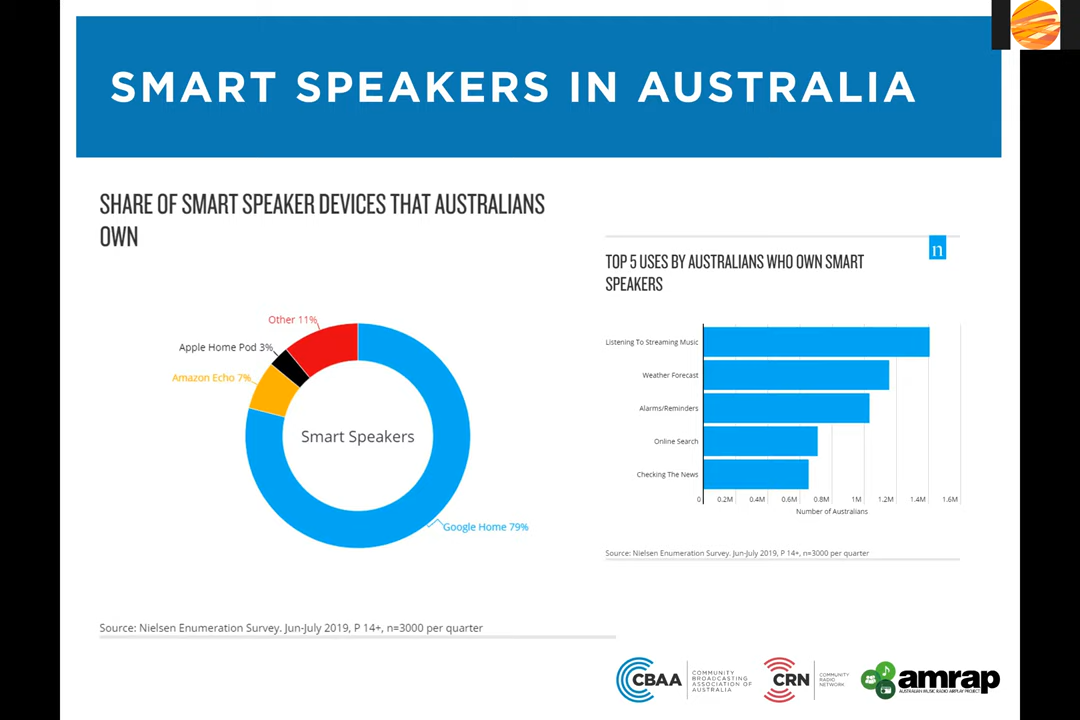 SMART SPEAKERS IN AUSTRALIA
SHARE OF SMART SPEAKER DEVICES THAT AUSTRALIANS
OWN
Other 11%
Apple Home Pod 3%
Amazon Echo 7%
Smart Speakers
Google Home 79%
Source: Nielsen Enumeration Survey. Jun-July 2019, P 14+, n=3000 per quarter
n
TOP 5 USES BY AUSTRALIANS WHO OWN SMART
SPEAKERS
Listening To Streaming Music
Weather Forecast
Alarms/Reminders
Online Search
Checking The News
0 0.2M 0.4M 0.6M 0.8M 1M 1.2M 1.4M 1.6M
Number of Australians
Source: Nielsen Enumeration Survey. Jun-July 2019, P 14+, n=3000 per quarter
CBAA
COMMUNITY
BROADCASTING
ASSOCIATION OF
AUSTRALIA
CRN
COMMUNITY
RADIO
NETWORK
amrap
AUSTRALIAN MUSIC RADIO AIRPLAY PROJECT